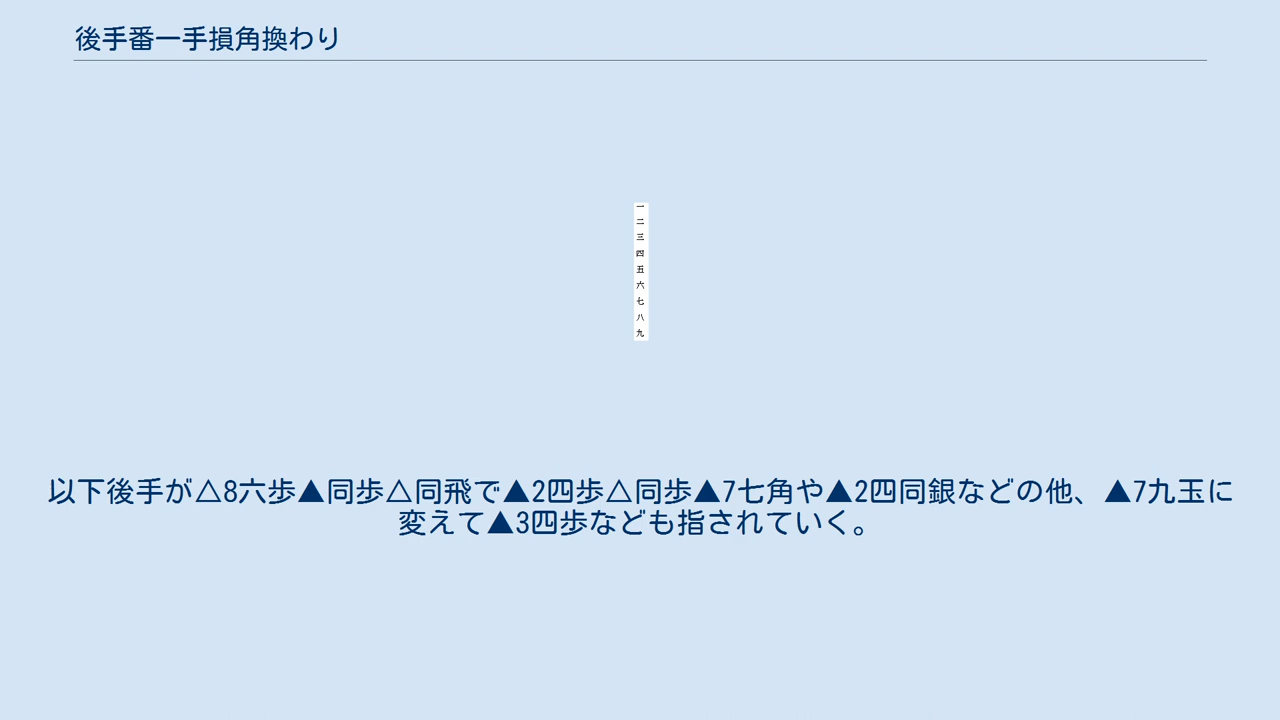 後手番一手損角換わり
一
二
三
四
五
六
七
八
九
以下後手が△8六歩▲同歩△同飛で▲2四歩△同歩▲7七角や▲2四同銀などの他、▲7九玉に
変えて▲3四歩なども指されていく。